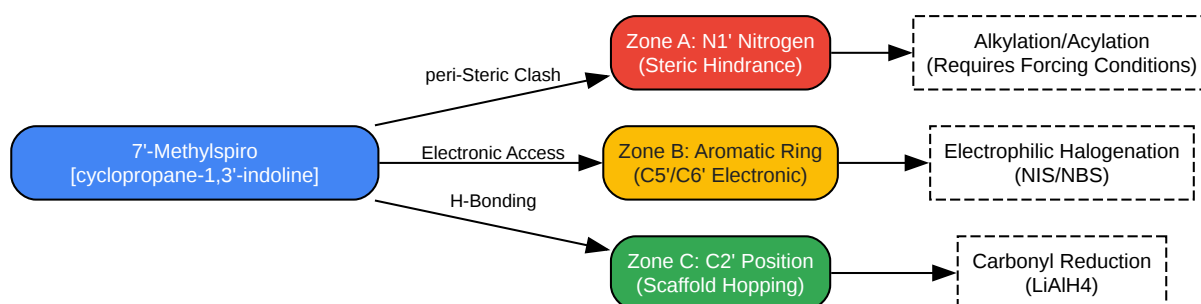 7'-Methylspiro
[cyclopropane-1,3'-indoline]
peri-Steric Clash
Electronic Access
H-Bonding
Zone A: N1' Nitrogen
(Steric Hindrance)
Zone B: Aromatic Ring
(C5'/C6' Electronic)
Zone C: C2' Position
(Scaffold Hopping)
Alkylation/Acylation
(Requires Forcing Conditions)
Electrophilic Halogenation
(NIS/NBS)
Carbonyl Reduction
(LiAlH4)